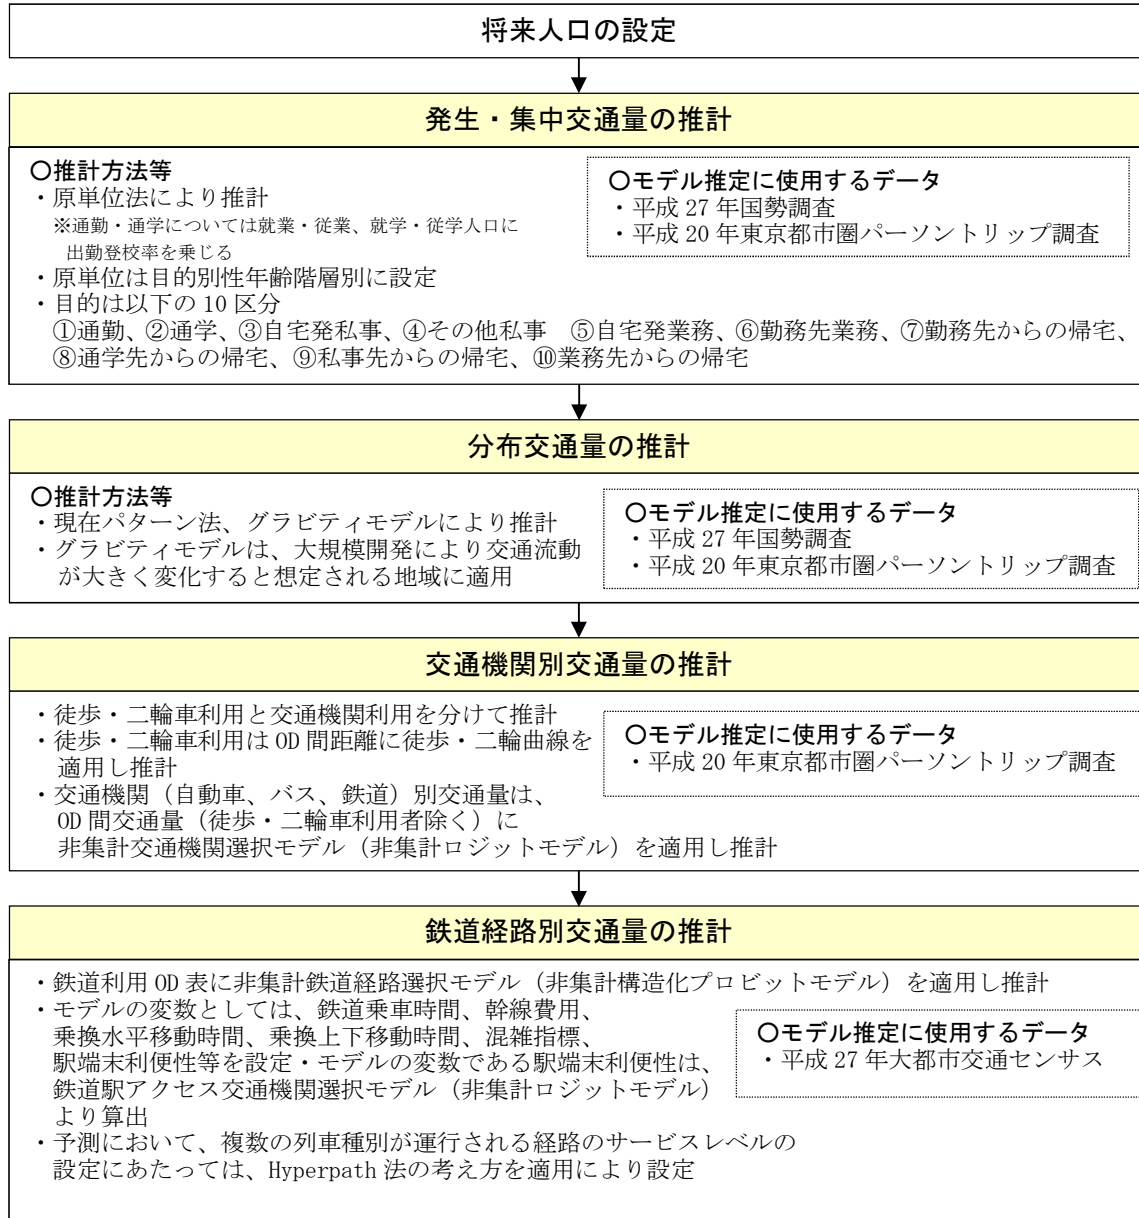 将来人口の設定
発生・集中交通量の推計
○推計方法等
・原単位法により推計
※通勤・通学については就業・従業、就学・従学人口に
出勤登校率を乗じる
・原単位は目的別性年齢階層別に設定
・目的は以下の 10 区分
①通勤、②通学、③自宅発私事、④その他私事　⑤自宅発業務、⑥勤務先業務、⑦勤務先からの帰宅、
⑧通学先からの帰宅、⑨私事先からの帰宅、⑩業務先からの帰宅
○モデル推定に使用するデータ
・平成 27 年国勢調査
・平成 20 年東京都市圏パーソントリップ調査
分布交通量の推計
○推計方法等
・現在パターン法、グラビティモデルにより推計
・グラビティモデルは、大規模開発により交通流動
が大きく変化すると想定される地域に適用
○モデル推定に使用するデータ
・平成 27 年国勢調査
・平成 20 年東京都市圏パーソントリップ調査
交通機関別交通量の推計
・徒歩・二輪車利用と交通機関利用を分けて推計
・徒歩・二輪車利用は OD 間距離に徒歩・二輪曲線を
適用し推計
・交通機関（自動車、バス、鉄道）別交通量は、
OD 間交通量（徒歩・二輪車利用者除く）に
非集計交通機関選択モデル（非集計ロジットモデル）を適用し推計
○モデル推定に使用するデータ
・平成 20 年東京都市圏パーソントリップ調査
鉄道経路別交通量の推計
・鉄道利用 OD 表に非集計鉄道経路選択モデル（非集計構造化プロビットモデル）を適用し推計
・モデルの変数としては、鉄道乗車時間、幹線費用、
乗換水平移動時間、乗換上下移動時間、混雑指標、
駅端末利便性等を設定・モデルの変数である駅端末利便性は、
鉄道駅アクセス交通機関選択モデル（非集計ロジットモデル）
より算出
・予測において、複数の列車種別が運行される経路のサービスレベルの
設定にあたっては、Hyperpath 法の考え方を適用により設定
○モデル推定に使用するデータ
・平成 27 年大都市交通センサス